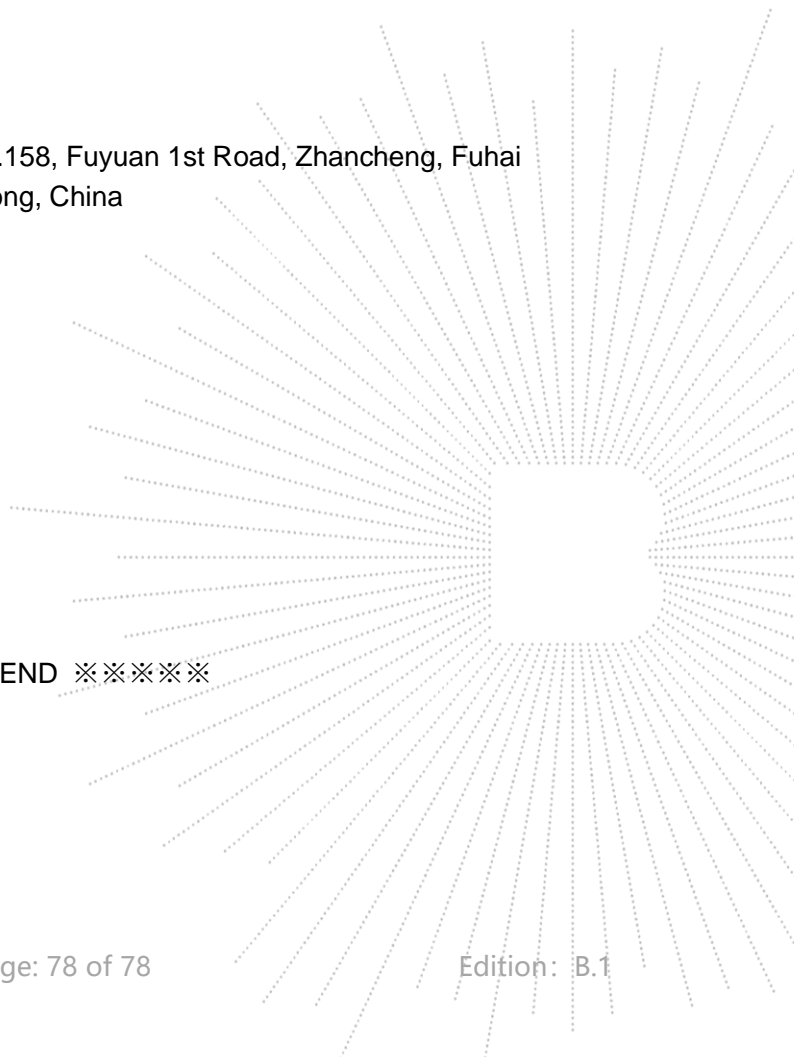 .158, Fuyuan 1st Road, Zhancheng, Fuhai
ong, China
END ※※※※※
ge: 78 of 78 Edition: B.1